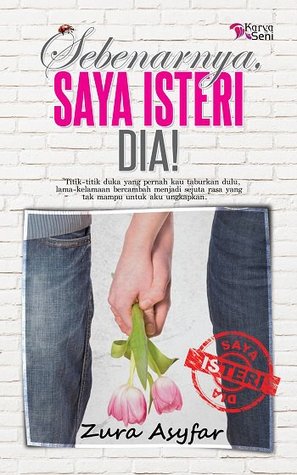 Karya
Seni
Sebenarnya,
SAYA ISTERI
DIA!
"Titik-titik duka yang pernah kau taburkan dulu,
lama-kelamaan bercambah menjadi sejuta rasa yang
tak mampu untuk aku ungkapkan."
SAYA
ISTERI
DIA
Zura Asyfar